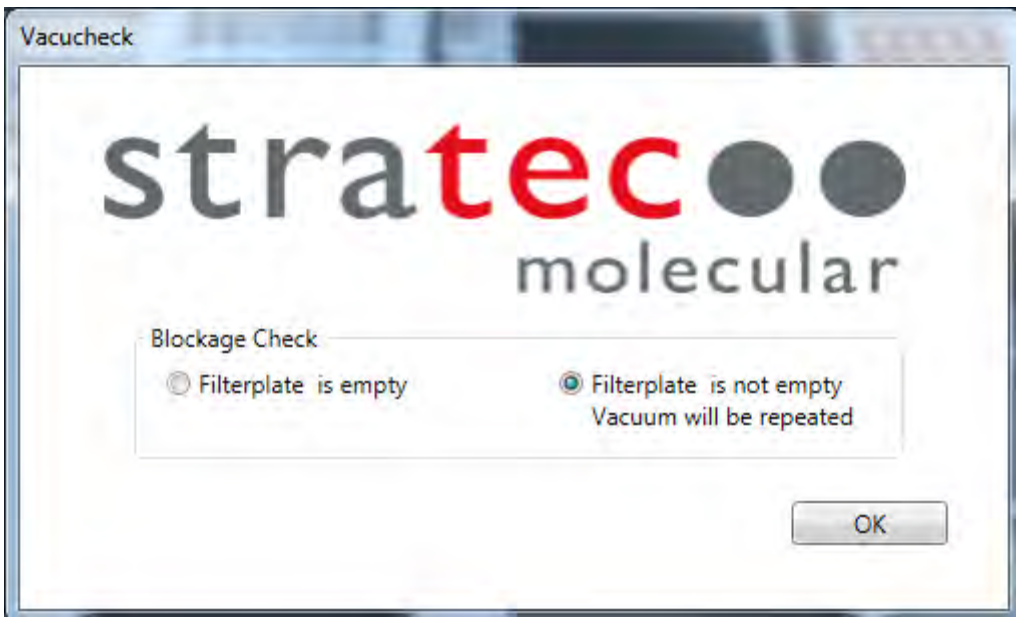 Vacucheck
stratec
molecular
Blockage Check
Filterplate is empty
Filterplate is not empty
Vacuum will be repeated
OK